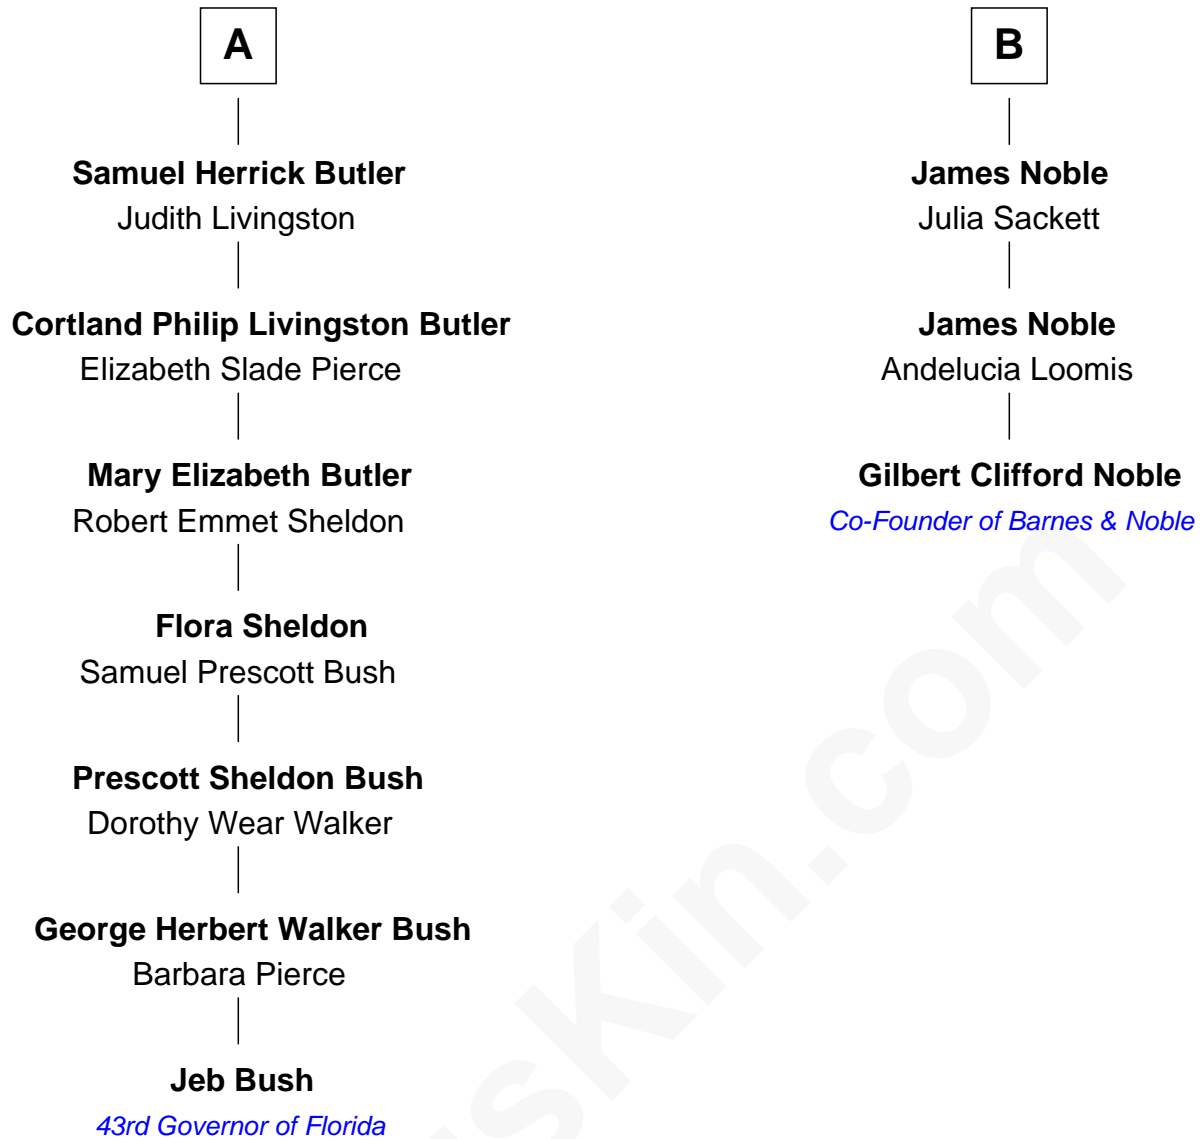 A
Samuel Herrick Butler
Judith Livingston
Cortland Philip Livingston Butler
Elizabeth Slade Pierce
Mary Elizabeth Butler
Robert Emmet Sheldon
Flora Sheldon
Samuel Prescott Bush
Prescott Sheldon Bush
Dorothy Wear Walker
George Herbert Walker Bush
Barbara Pierce
Jeb Bush
43rd Governor of Florida
B
James Noble
Julia Sackett
James Noble
Andelucia Loomis
Gilbert Clifford Noble
Co-Founder of Barnes & Noble